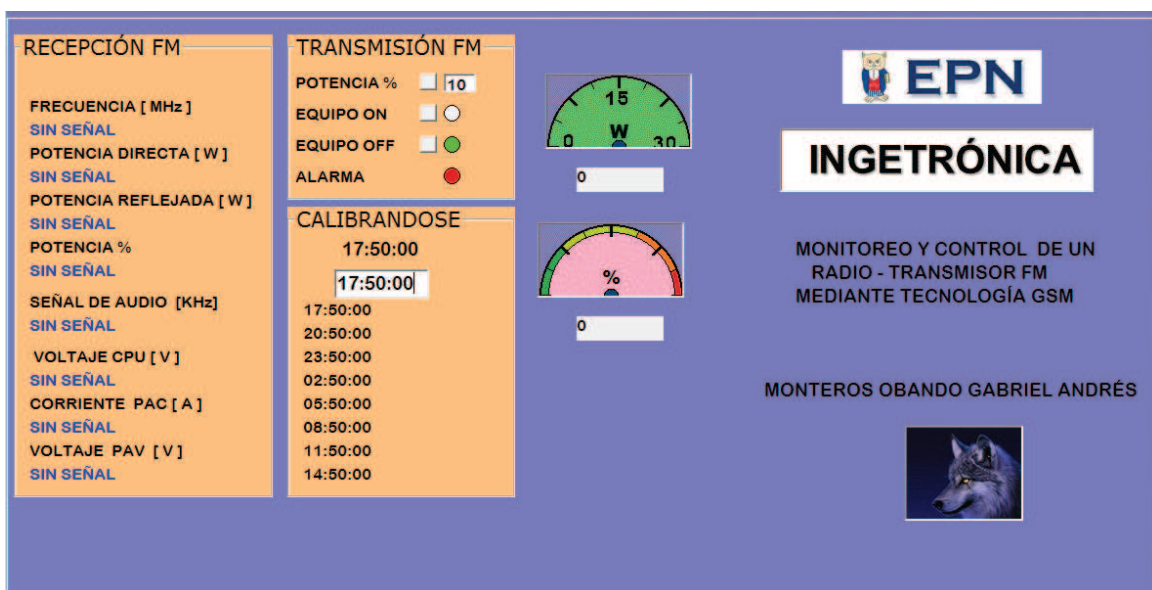 RECEPCIÓN FM
FRECUENCIA [ MHz ]
SIN SEÑAL
POTENCIA DIRECTA [ W ]
SIN SEÑAL
POTENCIA REFLEJADA [ W ]
SIN SEÑAL
POTENCIA %
SIN SEÑAL
SEÑAL DE AUDIO [KHz]
SIN SEÑAL
VOLTAJE CPU [ V ]
SIN SEÑAL
CORRIENTE PAC [ A ]
SIN SEÑAL
VOLTAJE PAV [ V ]
SIN SEÑAL
TRANSMISIÓN FM
POTENCIA % 10
EQUIPO ON
EQUIPO OFF
ALARMA
CALIBRANDOSE
17:50:00
17:50:00
17:50:00
20:50:00
23:50:00
02:50:00
05:50:00
08:50:00
11:50:00
14:50:00
15
W
0 30
0
%
0
EPN
INGETRÓNICA
MONITOREO Y CONTROL DE UN
RADIO - TRANSMISOR FM
MEDIANTE TECNOLOGÍA GSM
MONTEROS OBANDO GABRIEL ANDRÉS